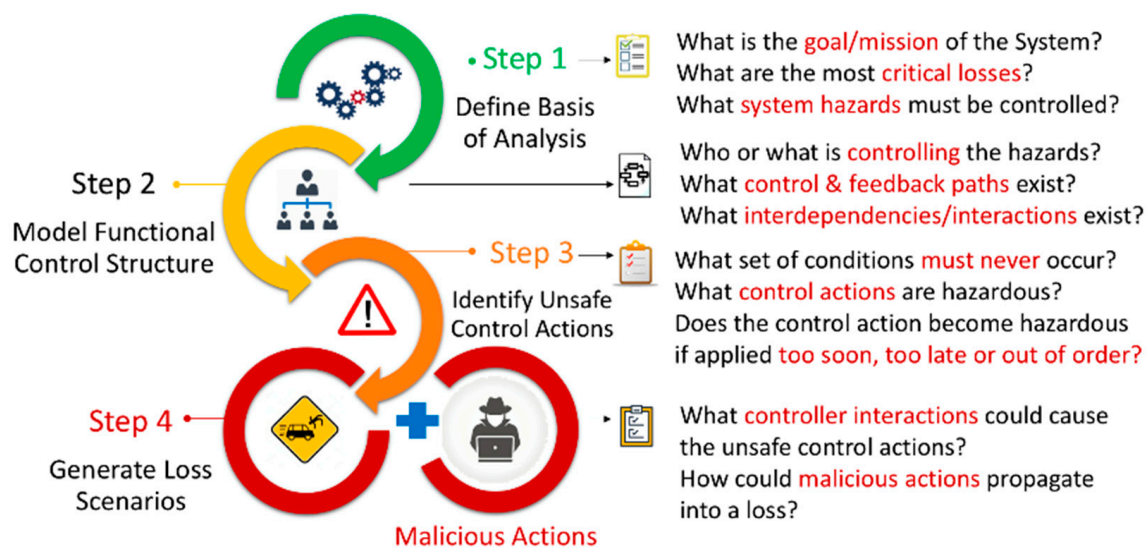 • Step 1
Define Basis
of Analysis
What is the goal/mission of the System?
What are the most critical losses?
What system hazards must be controlled?
Step 2
Model Functional
Control Structure
Who or what is controlling the hazards?
What control & feedback paths exist?
What interdependencies/interactions exist?
Step 3
Identify Unsafe
Control Actions
What set of conditions must never occur?
What control actions are hazardous?
Does the control action become hazardous
if applied too soon, too late or out of order?
Step 4
Generate Loss
Scenarios
Malicious Actions
What controller interactions could cause
the unsafe control actions?
How could malicious actions propagate
into a loss?